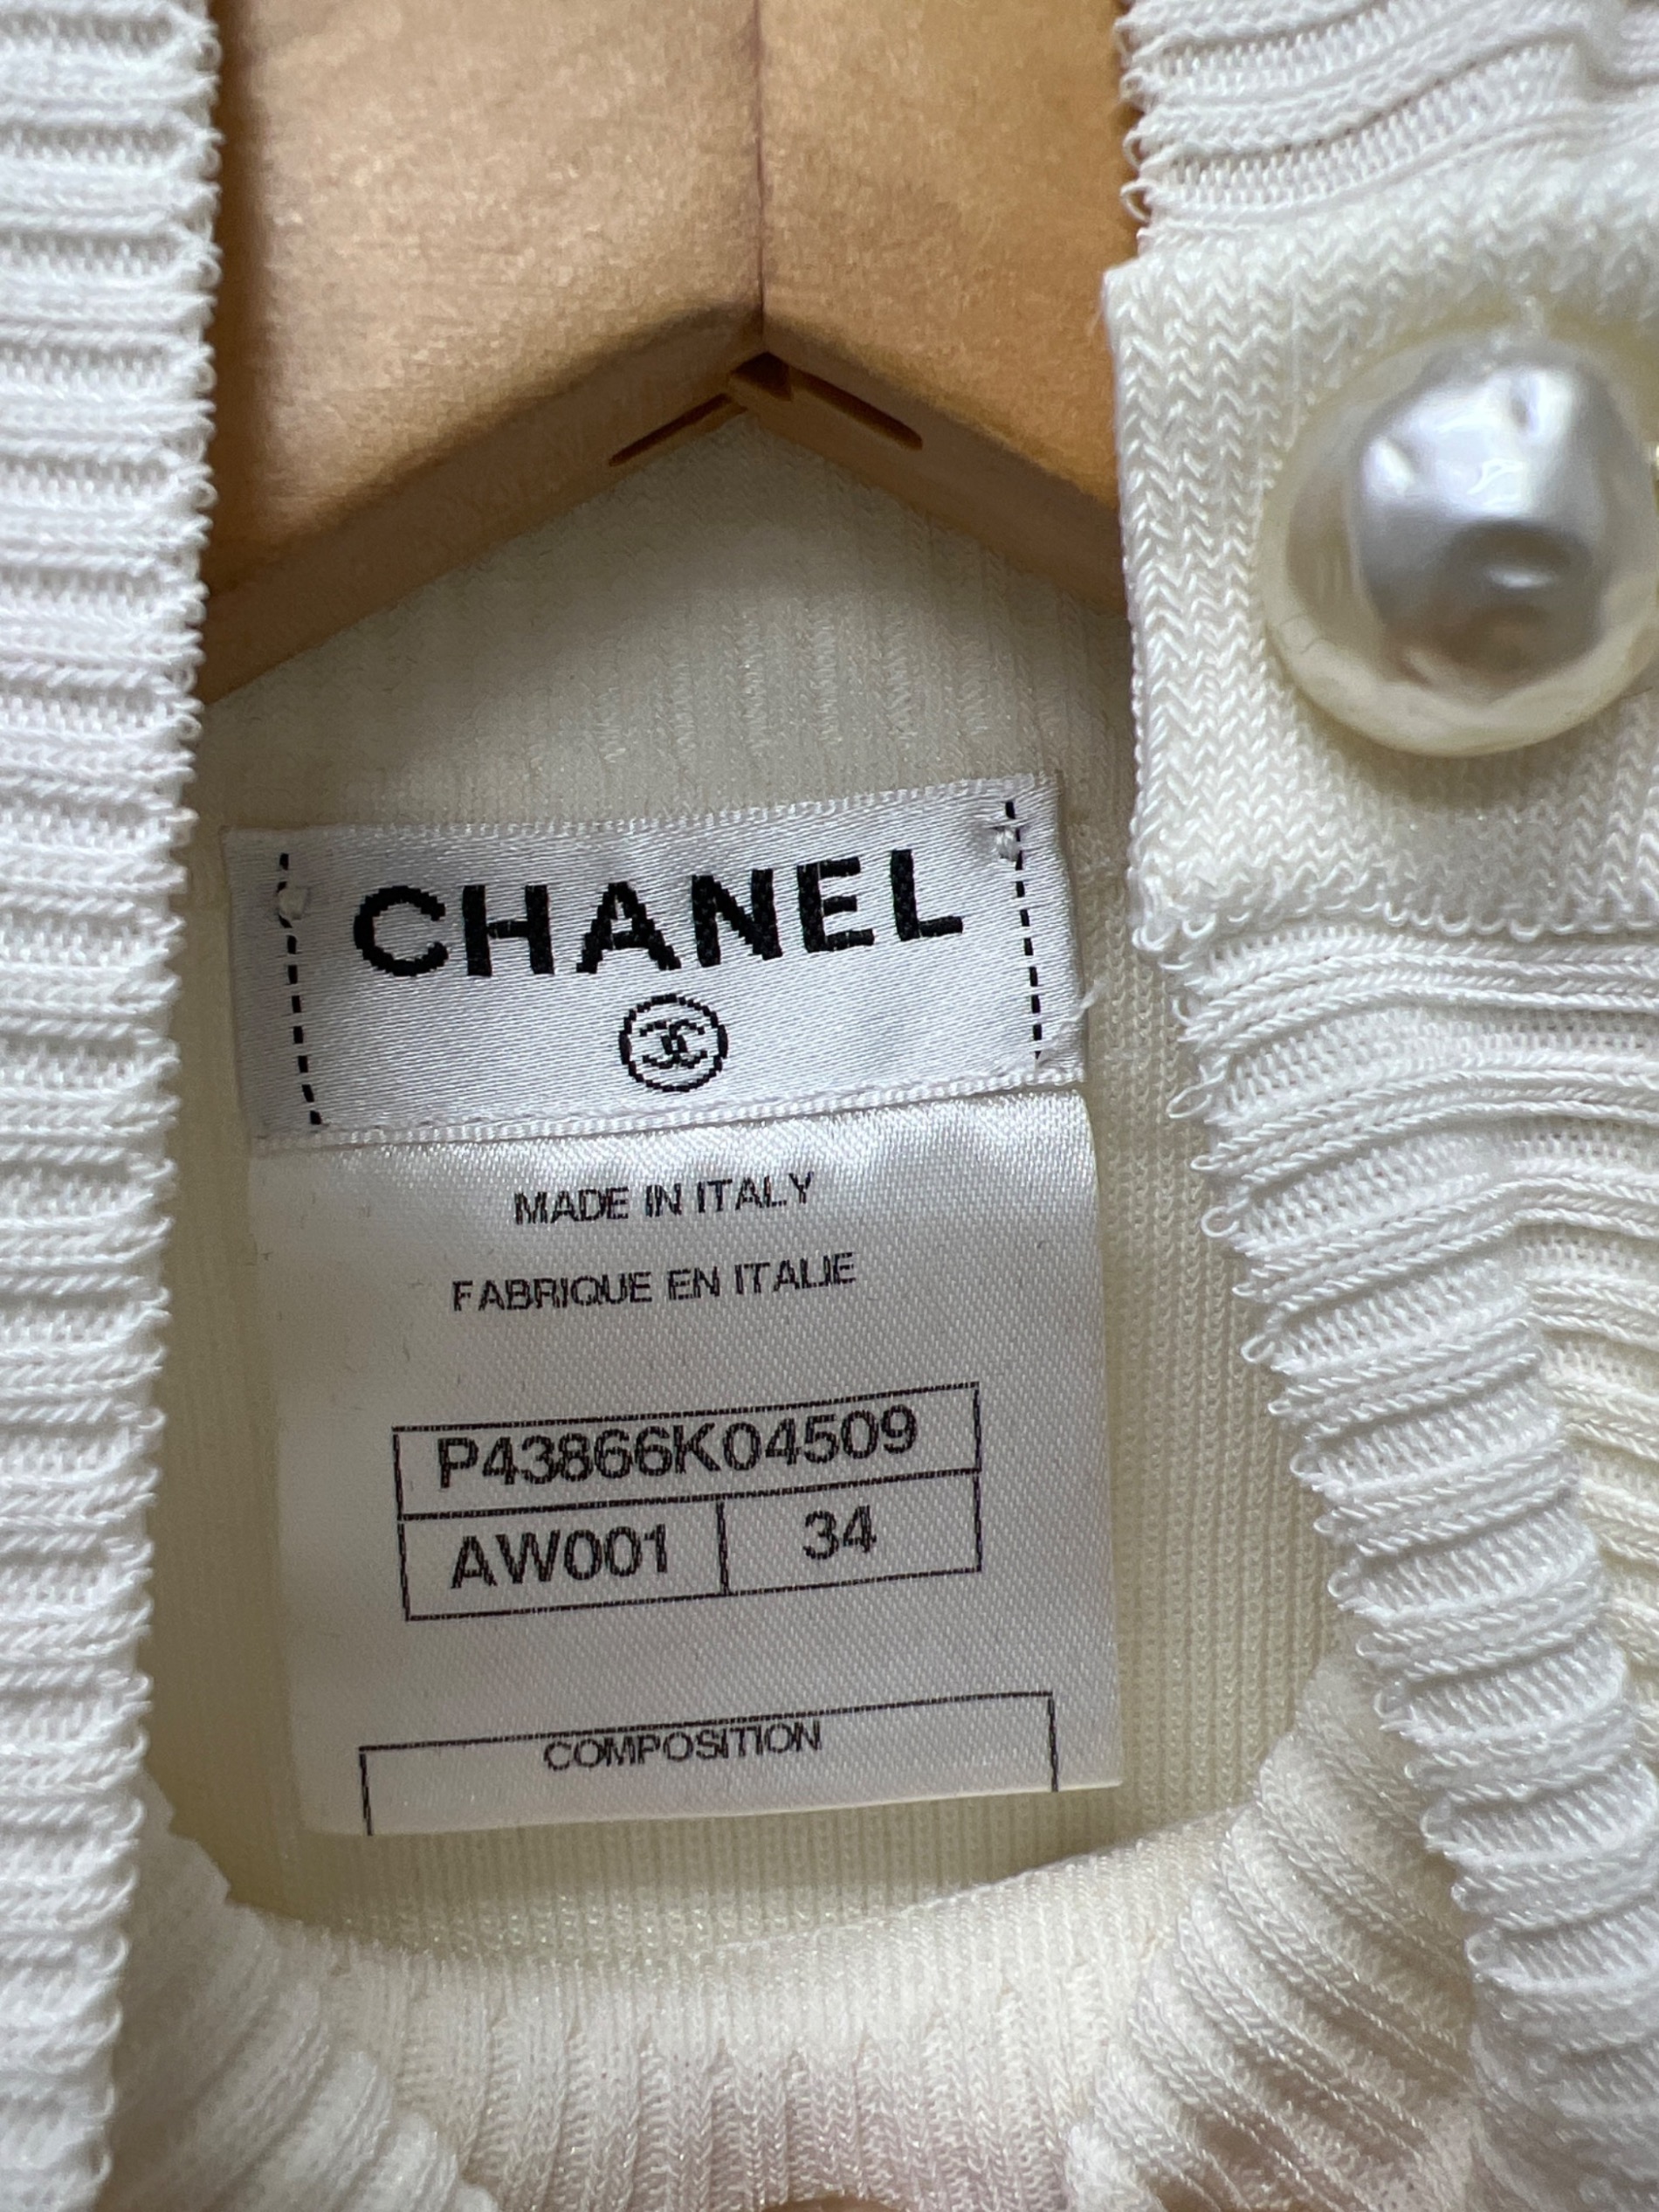 CHANEL
MADE IN ITALY
FABRIQUE EN ITALIE
P43866K04509
AW001 34
COMPOSITION